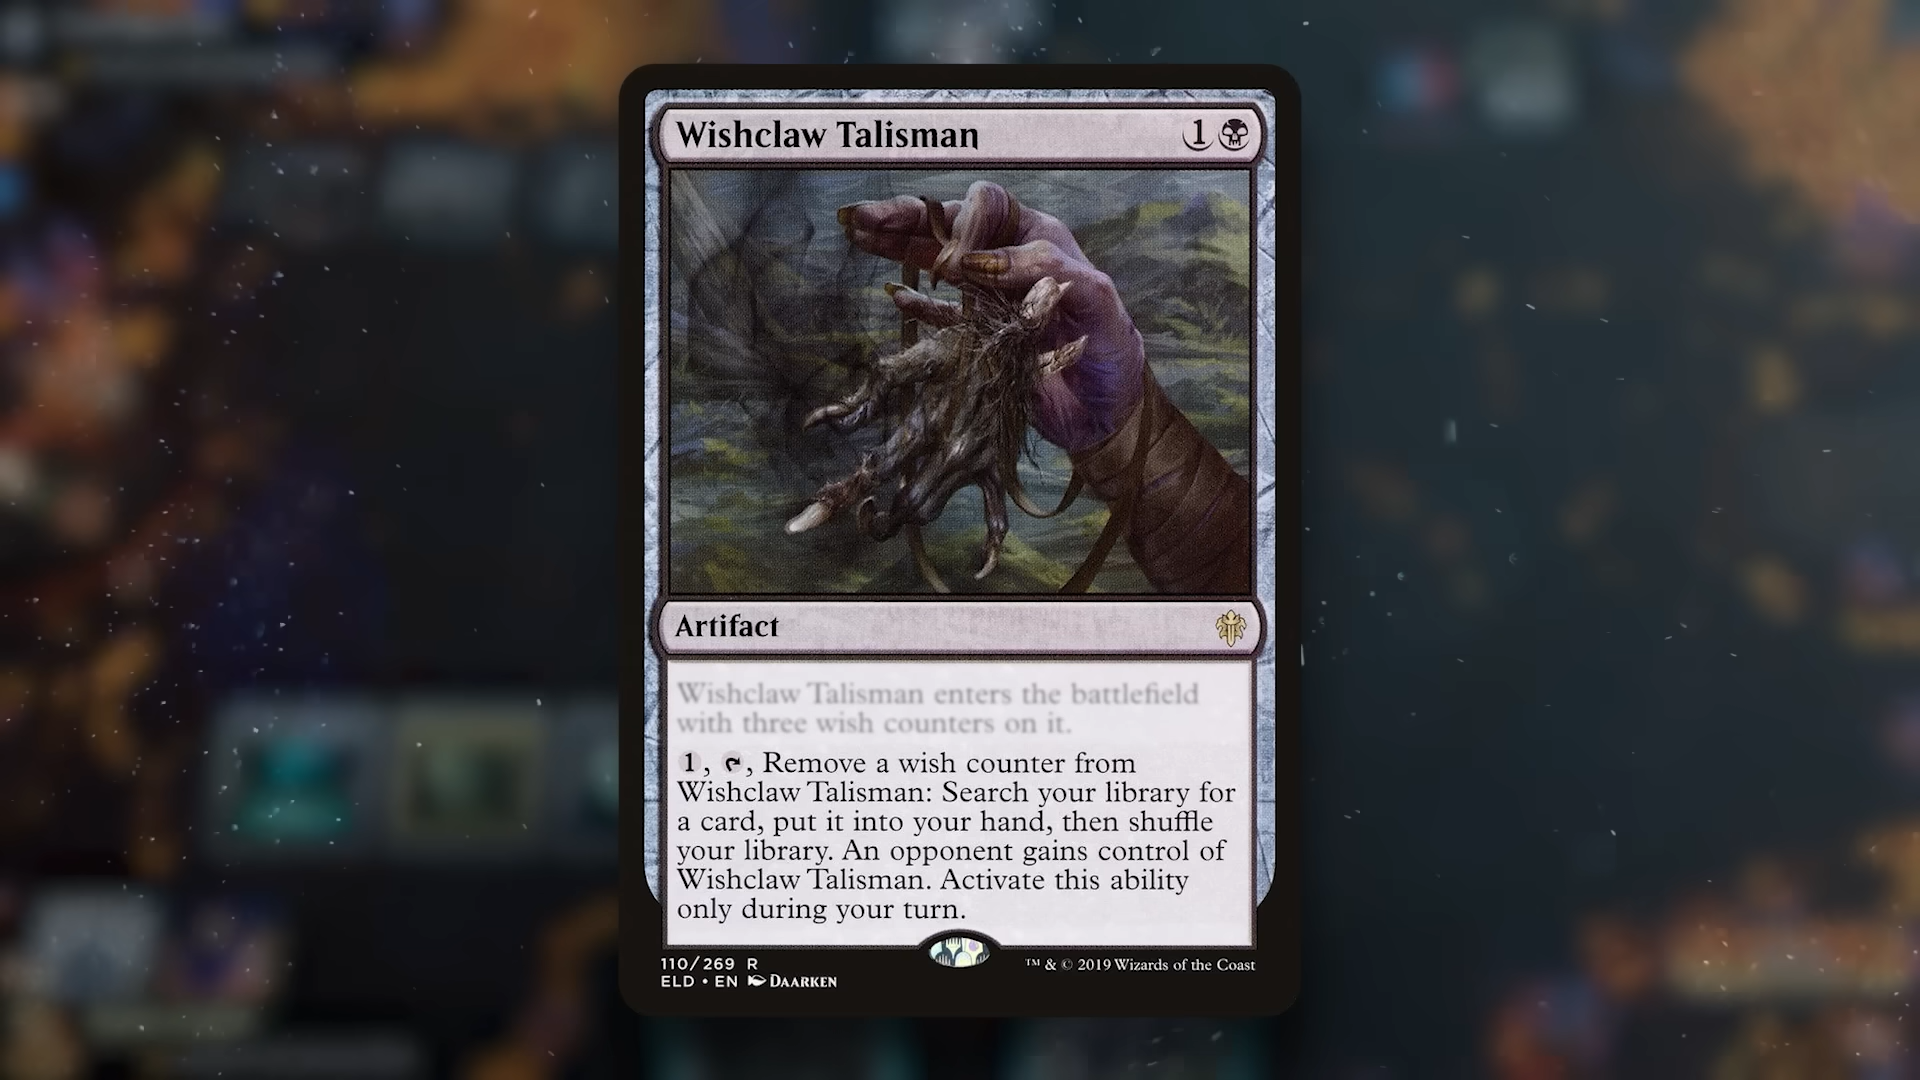 Wishclaw Talisman 1
Artifact
Wishclaw Talisman enters the battlefield
with three wish counters on it.
1, , Remove a wish counter from
Wishclaw Talisman: Search your library for
a card, put it into your hand, then shuffle
your library. An opponent gains control of
Wishclaw Talisman. Activate this ability
only during your turn.
110/269 R
ELD • EN DAARKEN
™ & © 2019 Wizards of the Coast